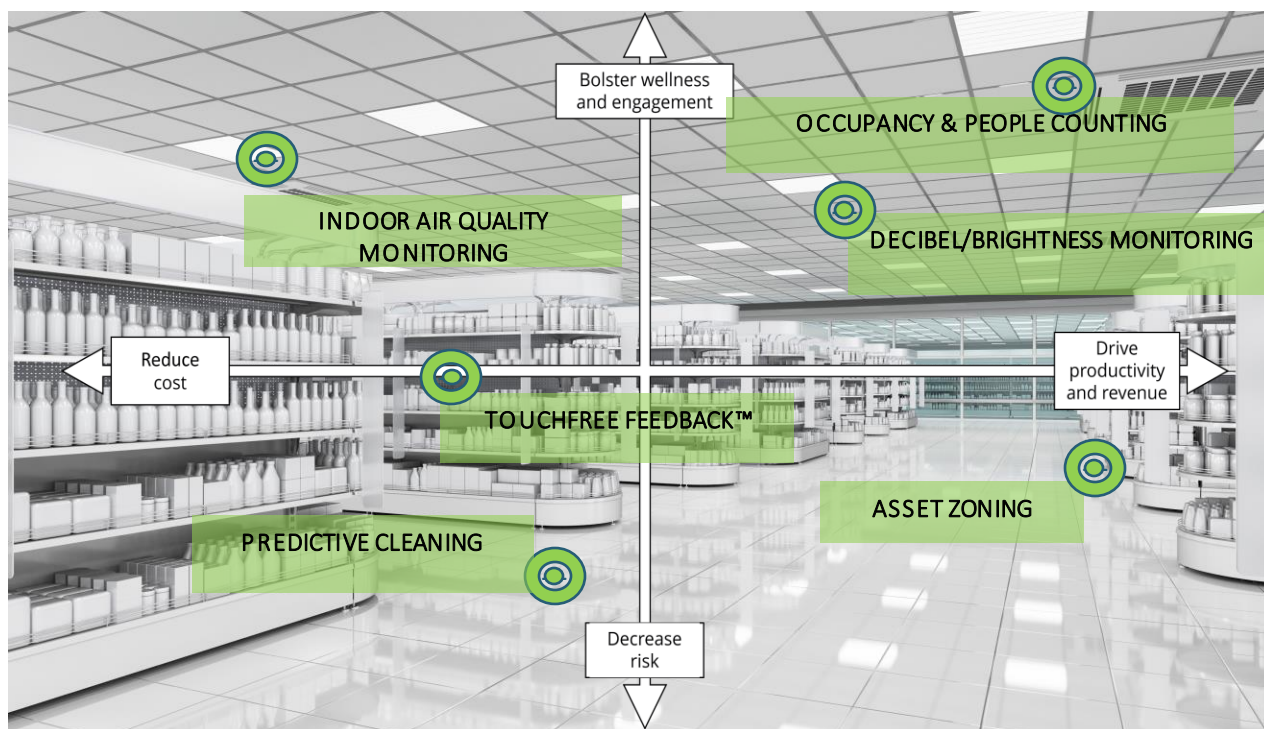 Bolster wellness
and engagement
OCCUPANCY & PEOPLE COUNTING
INDOOR AIR QUALITY
MONITORING
DECIBEL/BRIGHTNESS MONITORING
Reduce
cost
Drive
productivity
and revenue
TOUCHFREE FEEDBACK™
ASSET ZONING
PREDICTIVE CLEANING
Decrease
risk